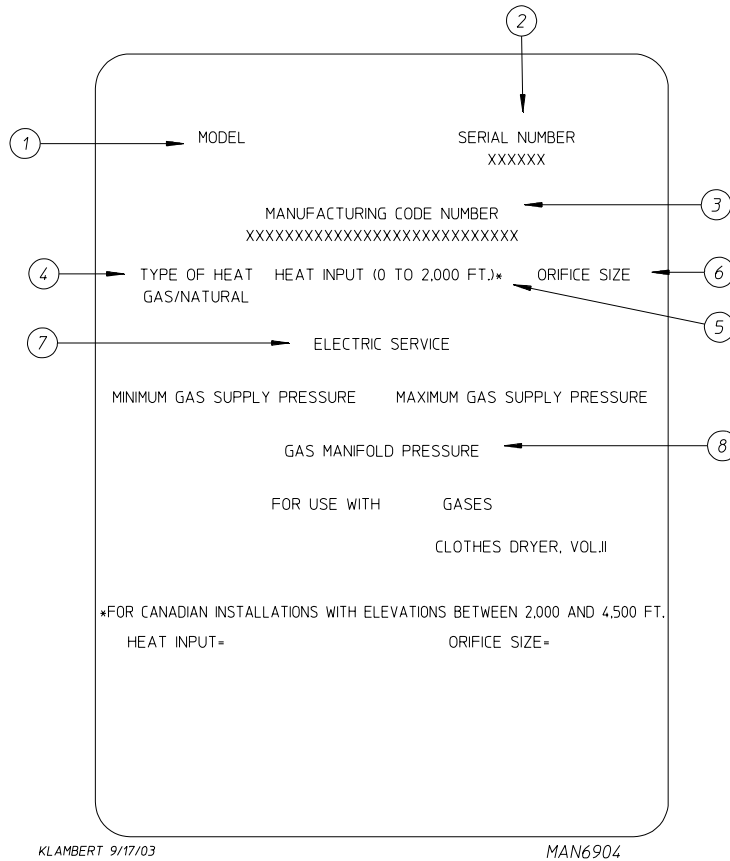 2
1
MODEL
SERIAL NUMBER
XXXXXX
3
MANUFACTURING CODE NUMBER
XXXXXXXXXXXXXXXXXXXXXXXXXXXX
4
TYPE OF HEAT HEAT INPUT (0 TO 2,000 FT.)* ORIFICE SIZE
6
GAS/NATURAL
5
7
ELECTRIC SERVICE
MINIMUM GAS SUPPLY PRESSURE MAXIMUM GAS SUPPLY PRESSURE
GAS MANIFOLD PRESSURE
8
FOR USE WITH GASES
CLOTHES DRYER, VOL.II
*FOR CANADIAN INSTALLATIONS WITH ELEVATIONS BETWEEN 2,000 AND 4,500 FT.
HEAT INPUT= ORIFICE SIZE=
KLAMBERT 9/17/03 MAN6904